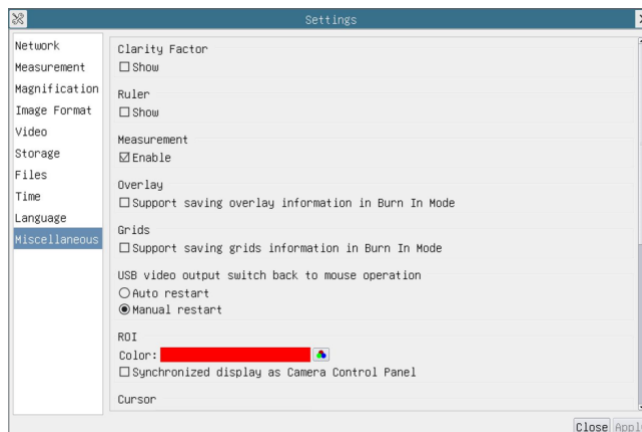 Settings
Network
Measurement
Magnification
Image Format
Video
Storage
Files
Time
Language
Miscellaneous
Clarity Factor
Show
Ruler
Show
Measurement
Enable
Overlay
Support saving overlay information in Burn In Mode
Grids
Support saving grids information in Burn In Mode
USB video output switch back to mouse operation
Auto restart
Manual restart
ROI
Color:
Synchronized display as Camera Control Panel
Cursor
Close Appl